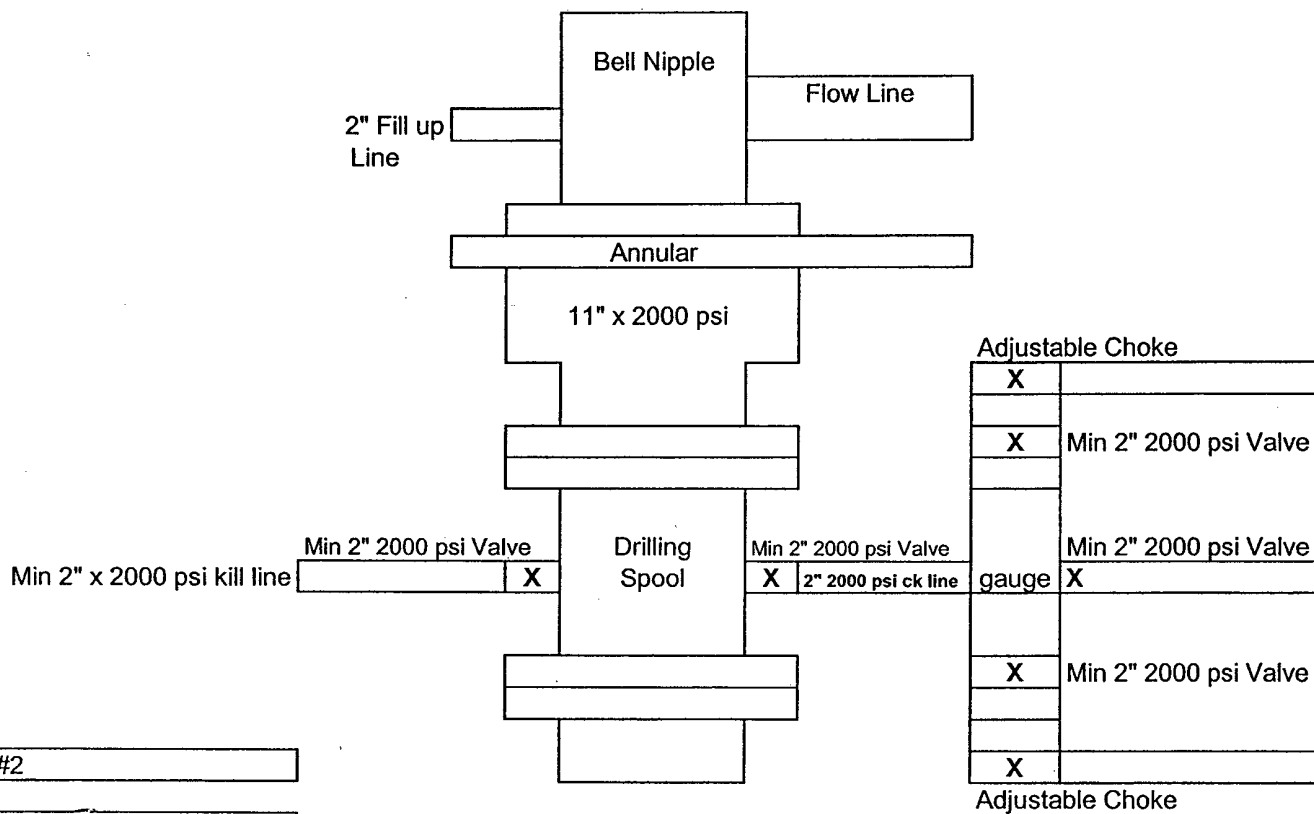 Bell Nipple
Flow Line
2" Fill up
Line
Annular
11" x 2000 psi
Adjustable Choke
X
X Min 2" 2000 psi Valve
Min 2" 2000 psi Valve
Drilling
Spool
Min 2" 2000 psi Valve
Min 2" 2000 psi Valve
Min 2" x 2000 psi kill line
X
X
2" 2000 psi ck line
gauge
X
X Min 2" 2000 psi Valve
#2
X
Adjustable Choke